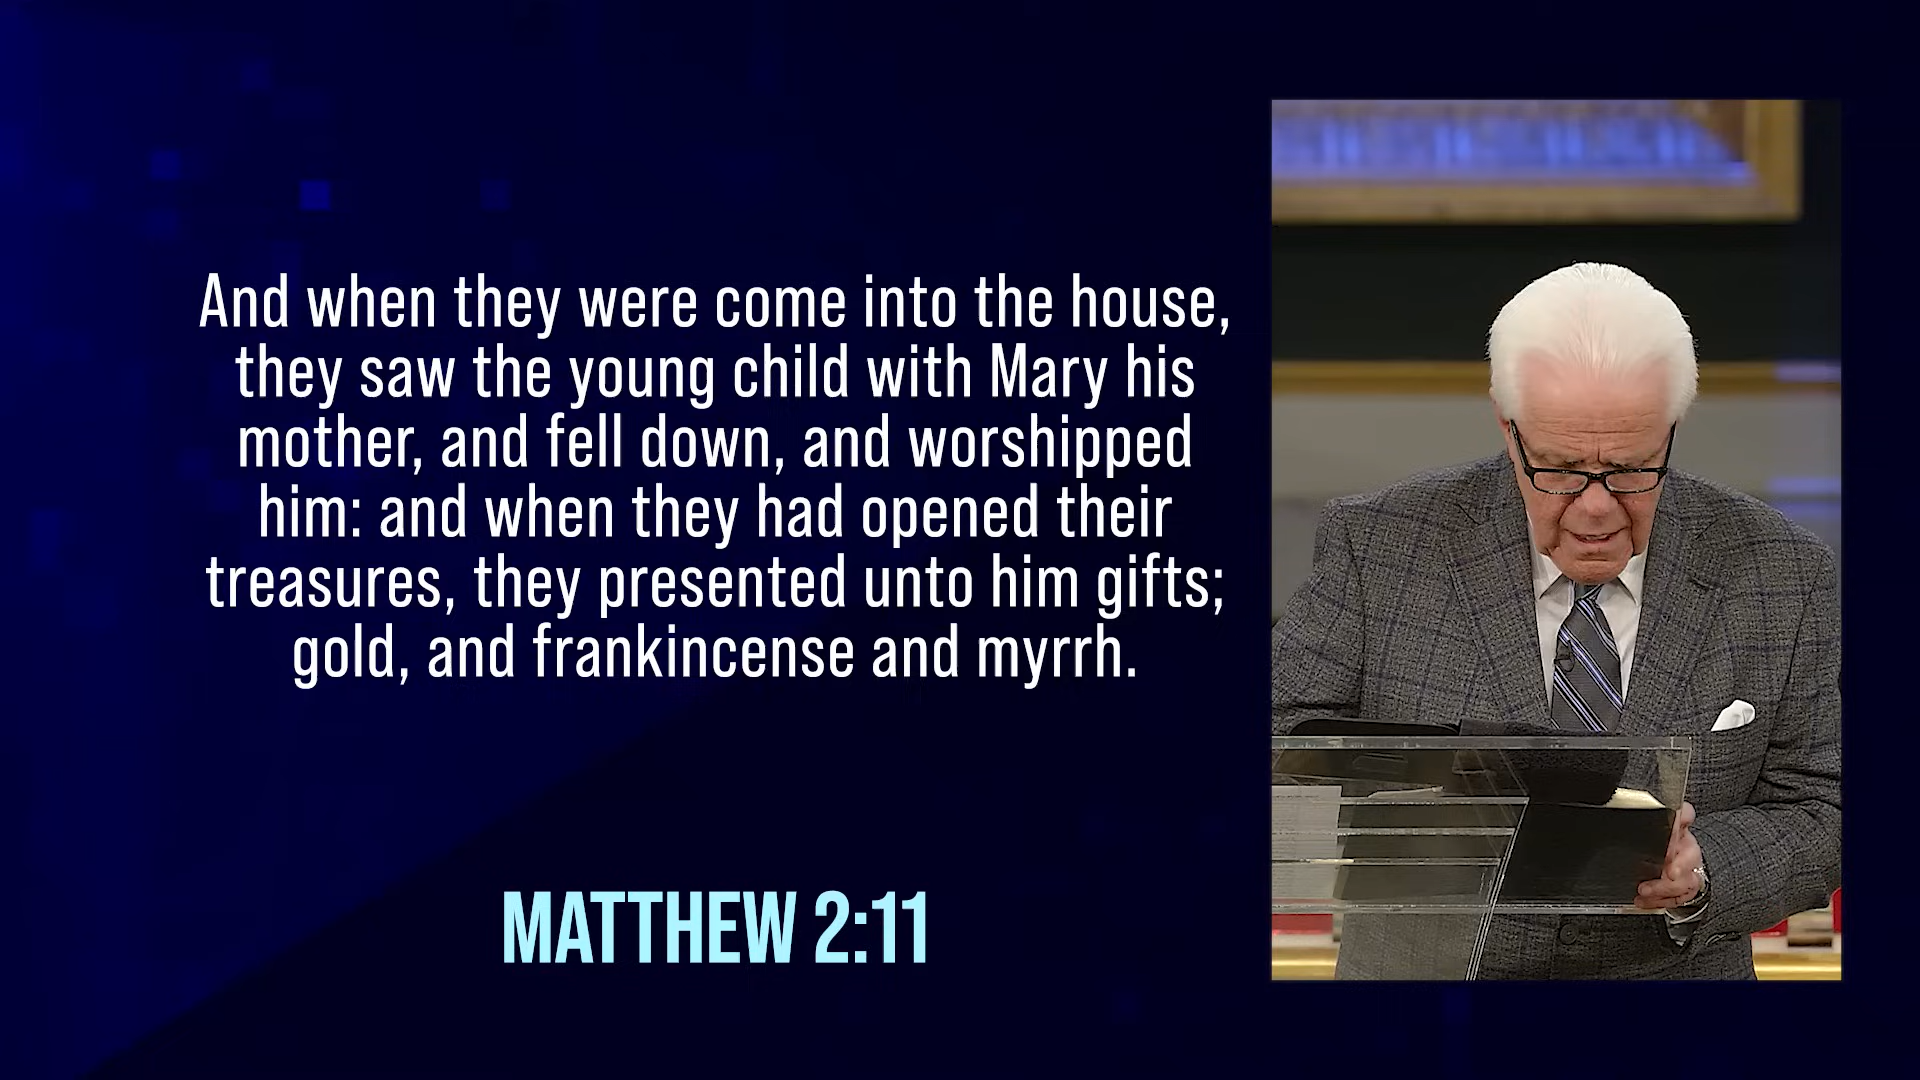 And when they were come into the house,
they saw the young child with Mary his
mother, and fell down, and worshipped
him: and when they had opened their
treasures, they presented unto him gifts;
gold, and frankincense and myrrh.
MATTHEW 2:11